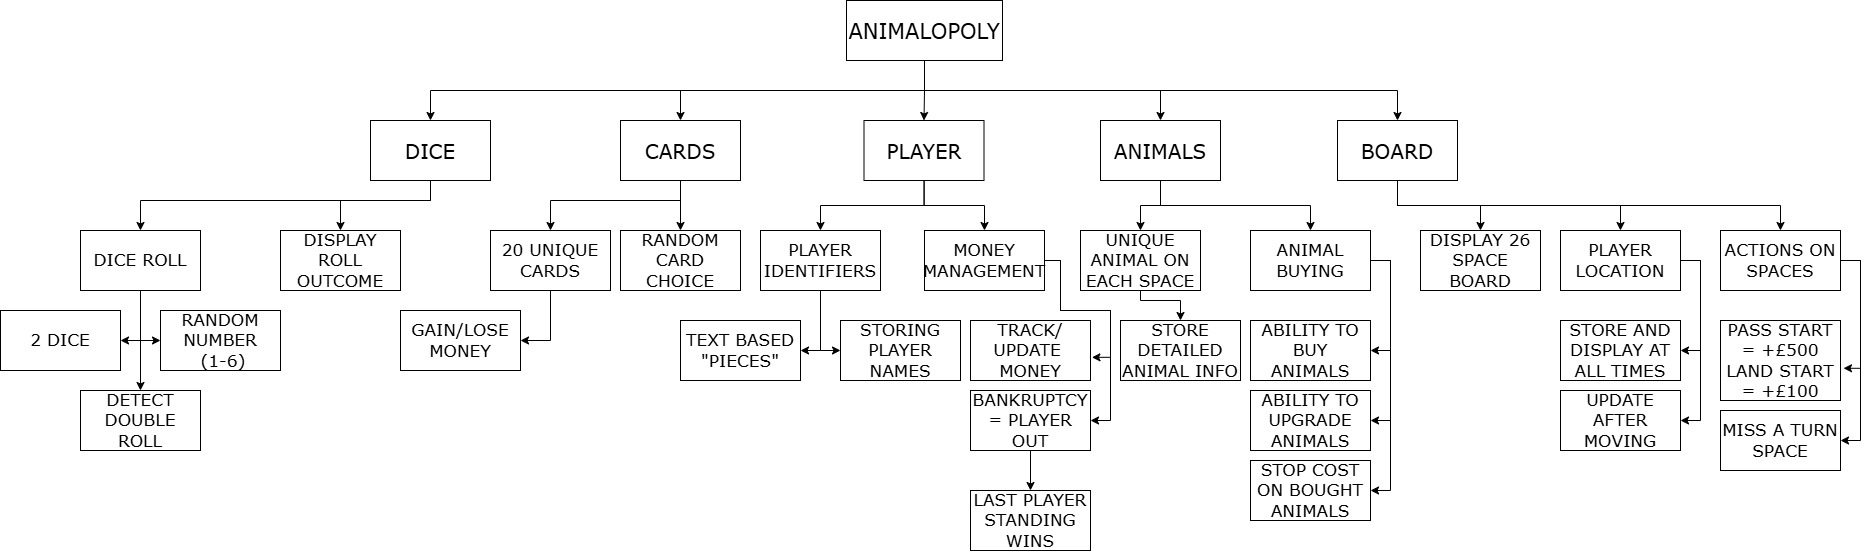 ANIMALOPOLY
DICE
CARDS
PLAYER
ANIMALS
BOARD
DICE ROLL
DISPLAY
ROLL
OUTCOME
20 UNIQUE
CARDS
RANDOM
CARD
CHOICE
PLAYER
IDENTIFIERS
MONEY
MANAGEMENT
UNIQUE
ANIMAL ON
EACH SPACE
ANIMAL
BUYING
DISPLAY 26
SPACE
BOARD
PLAYER
LOCATION
ACTIONS ON
SPACES
2 DICE
RANDOM
NUMBER
(1-6)
GAIN/LOSE
MONEY
TEXT BASED
"PIECES"
STORING
PLAYER
NAMES
TRACK/
UPDATE
MONEY
STORE
DETAILED
ANIMAL INFO
ABILITY TO
BUY
ANIMALS
STORE AND
DISPLAY AT
ALL TIMES
PASS START
= +£500
LAND START
= +£100
DETECT
DOUBLE
ROLL
BANKRUPTCY
= PLAYER
OUT
ABILITY TO
UPGRADE
ANIMALS
UPDATE
AFTER
MOVING
MISS A TURN
SPACE
LAST PLAYER
STANDING
WINS
STOP COST
ON BOUGHT
ANIMALS